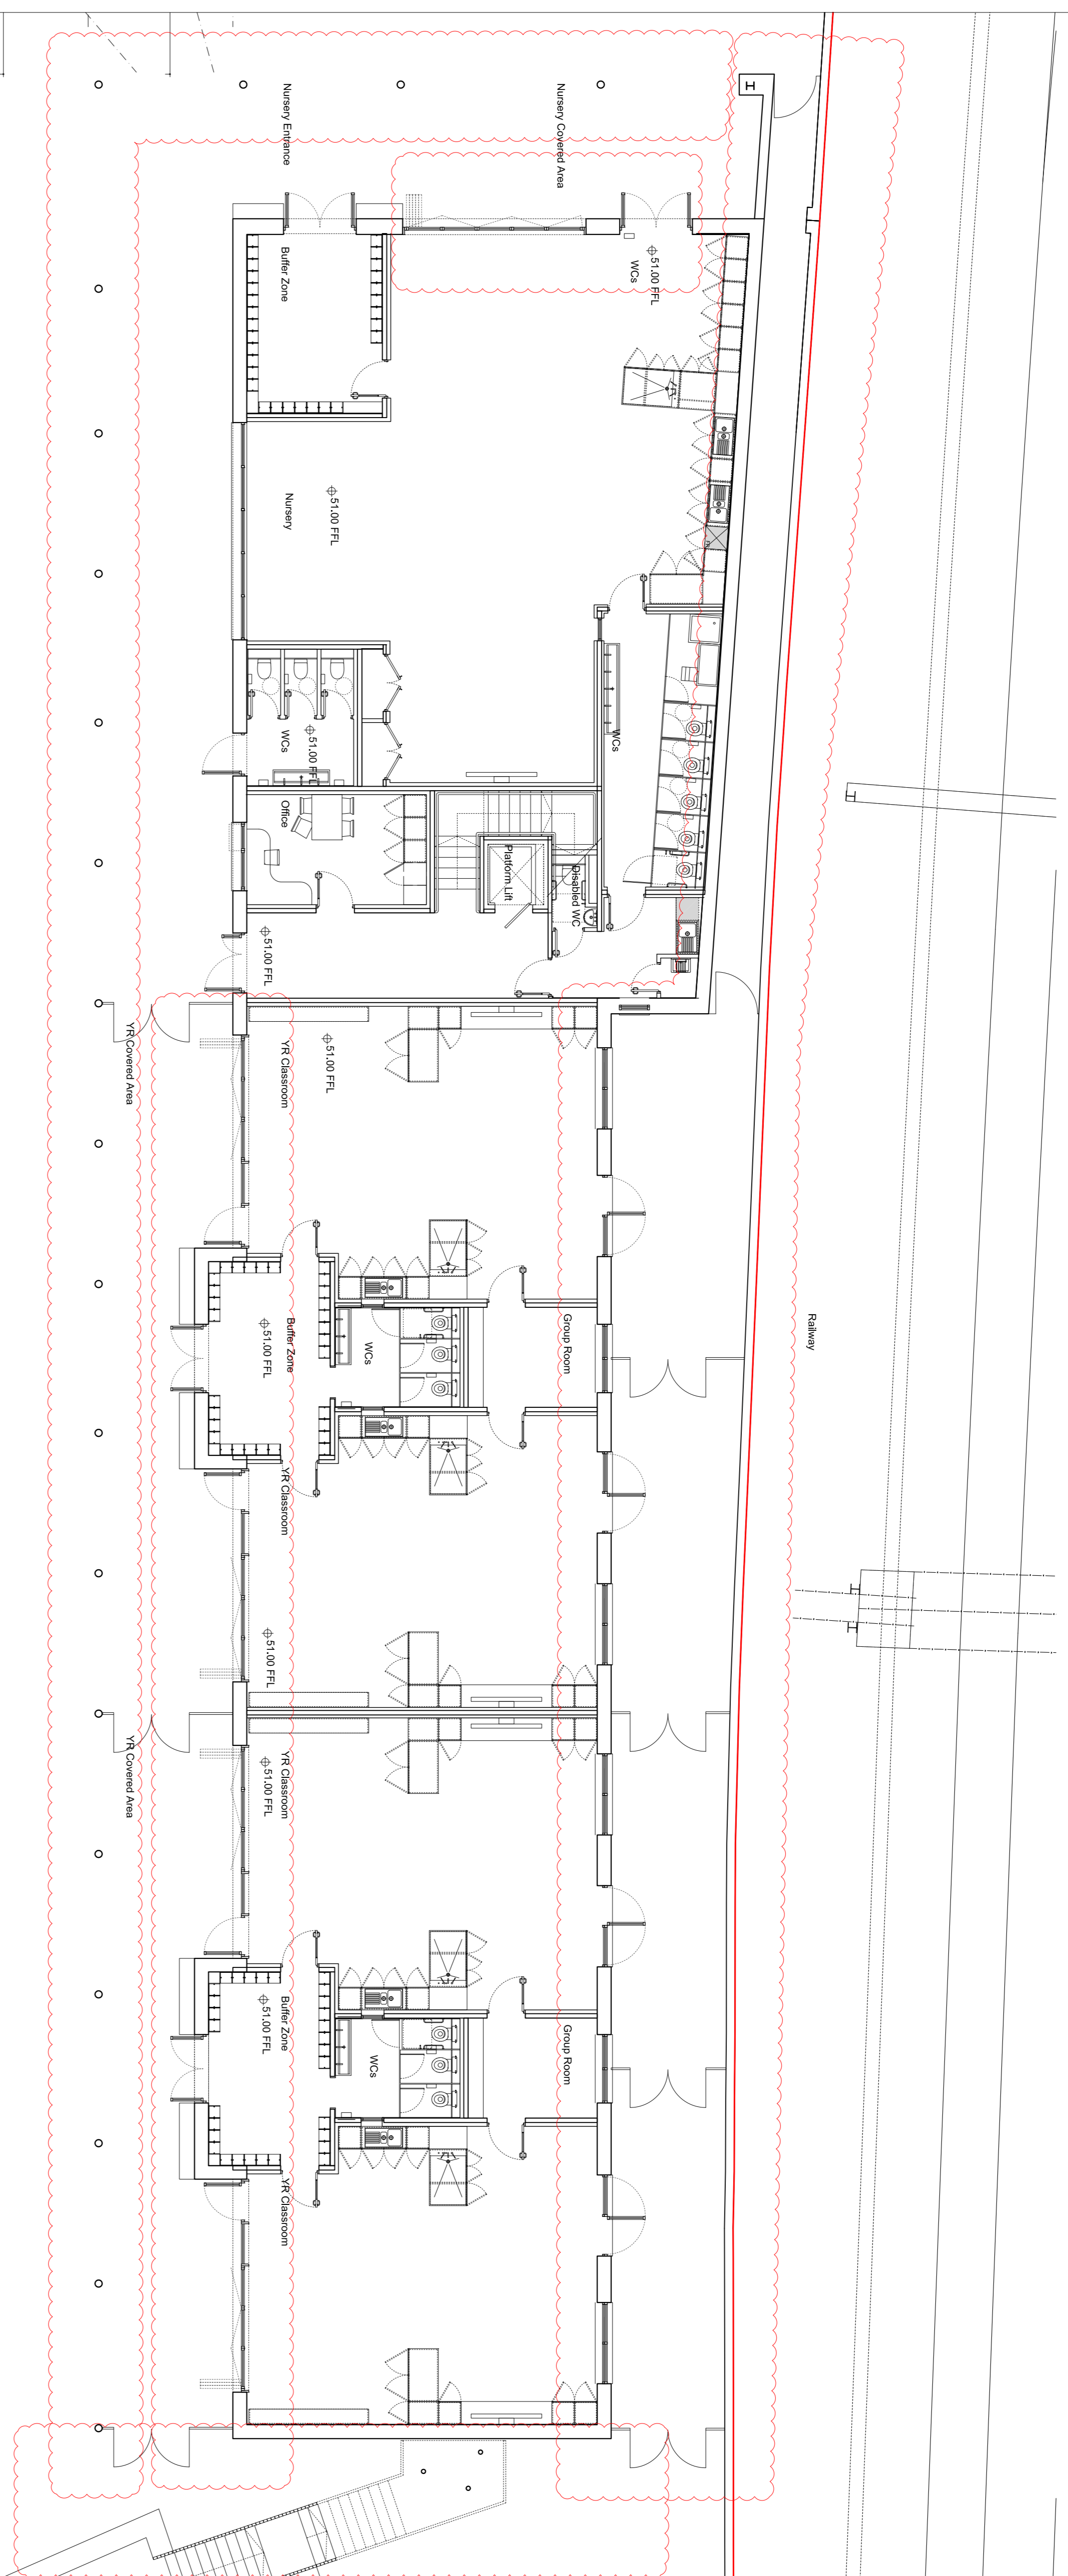 Nursery Entrance
Nursery Covered Area
Buffer Zone
51.00 FFL
WCs
Nursery
51.00 FFL
WCs
51.00 FFL
WCs
Office
Platform Lift
Disabled WC
51.00 FFL
YR Covered Area
YR Classroom
51.00 FFL
Railway
Buffer Zone
51.00 FFL
WCs
Group Room
YR Classroom
51.00 FFL
YR Covered Area
YR Classroom
51.00 FFL
Buffer Zone
51.00 FFL
WCs
Group Room
YR Classroom